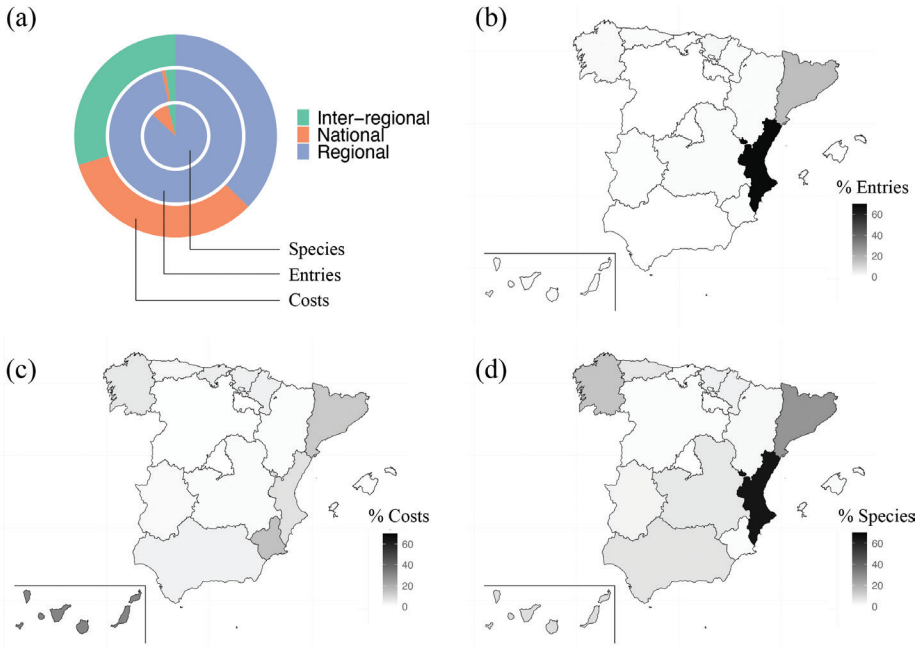 (a)
Inter-regional
National
Regional
Species
Entries
Costs
(b)
% Entries
60
40
20
0
(c)
% Costs
60
40
20
0
(d)
% Species
60
40
20
0